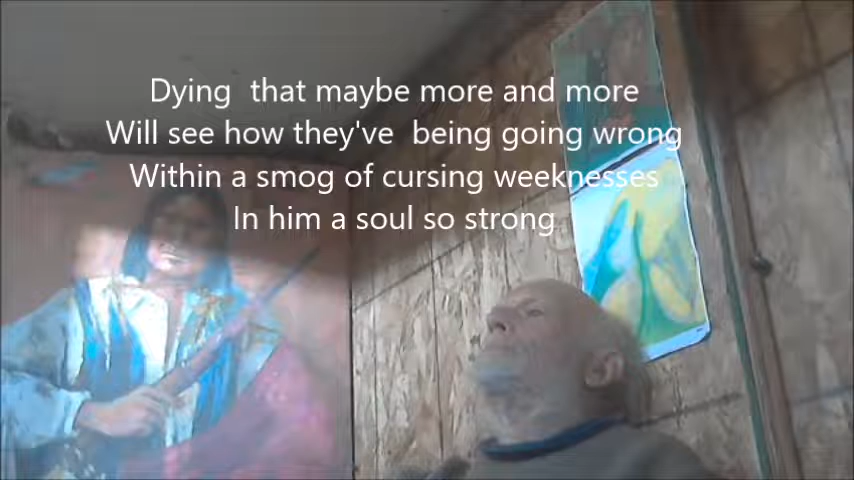 Dying  that maybe more and more
Will see how they've  being going wrong
Within a smog of cursing weeknesses
In him a soul so strong